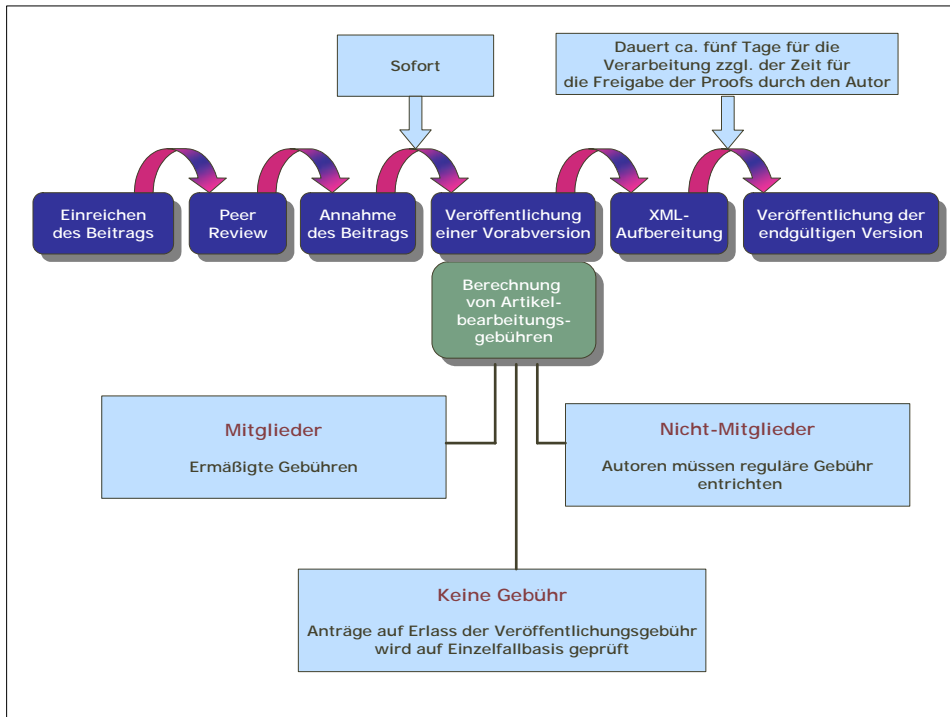 Sofort
Dauert ca. fünf Tage für die
Verarbeitung zzgl. der Zeit für
die Freigabe der Proofs durch den Autor
Einreichen
des Beitrags
Peer
Review
Annahme
des Beitrags
Veröffentlichung
einer Vorabversion
XML-
Aufbereitung
Veröffentlichung der
endgültigen Version
Berechnung
von Artikel-
bearbeitungs-
gebühren
Mitglieder
Ermäßigte Gebühren
Nicht-Mitglieder
Autoren müssen reguläre Gebühr
entrichten
Keine Gebühr
Anträge auf Erlass der Veröffentlichungsgebühr
wird auf Einzelfallbasis geprüft